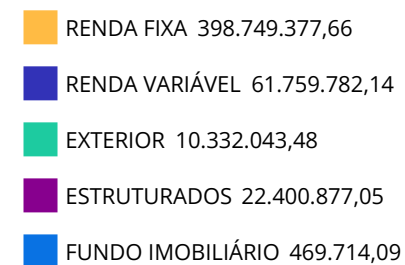 RENDA FIXA 398.749.377,66
RENDA VARIÁVEL 61.759.782,14
EXTERIOR 10.332.043,48
ESTRUTURADOS 22.400.877,05
FUNDO IMOBILIÁRIO 469.714,09